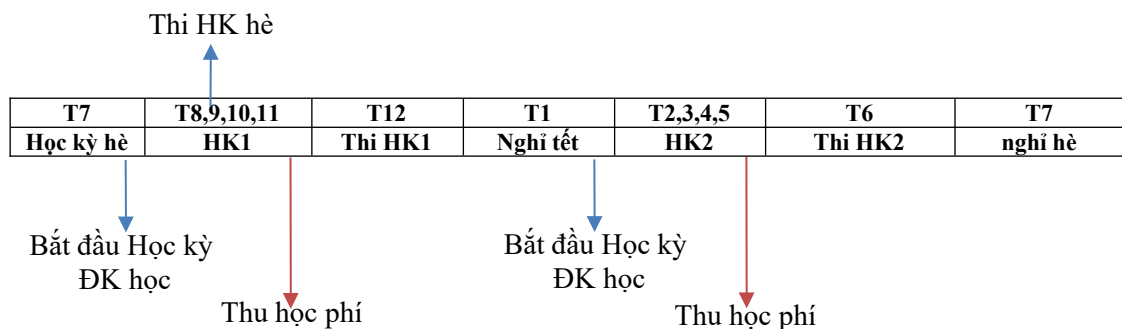 Thi HK hè
T7 T8,9,10,11 T12 T1 T2,3,4,5 T6 T7
Học kỳ hè HK1 Thi HK1 Nghỉ tết HK2 Thi HK2 nghỉ hè
Bắt đầu Học kỳ Bắt đầu Học kỳ
ĐK học ĐK học
Thu học phí Thu học phí